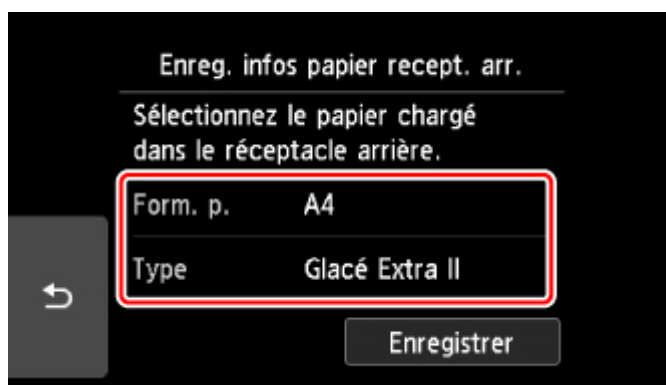 Enreg. infos papier recept. arr.
Sélectionnez le papier chargé
dans le réceptacle arrière.
Form. p. A4
Type Glacé Extra II
Enregistrer